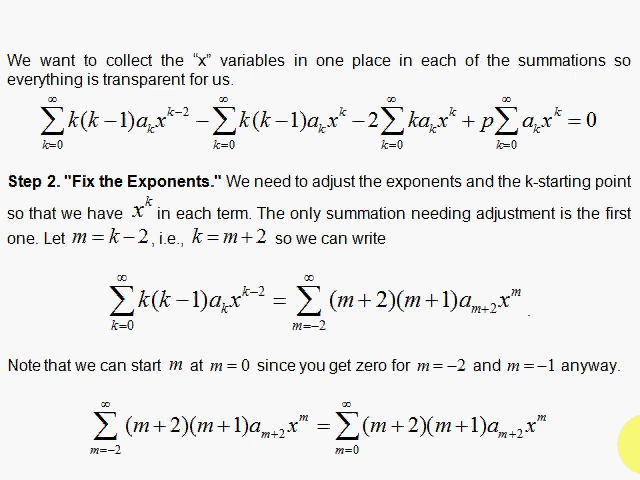 We want to collect the “x” variables in one place in each of the summations so
everything is transparent for us.
∑_{k=0}^{∞} k(k−1)a_k x^{k−2} − ∑_{k=0}^{∞} k(k−1)a_k x^k − 2∑_{k=0}^{∞} ka_k x^k + p∑_{k=0}^{∞} a_k x^k = 0
Step 2. "Fix the Exponents." We need to adjust the exponents and the k-starting point
so that we have x^k in each term. The only summation needing adjustment is the first
one. Let m = k−2, i.e., k = m+2 so we can write
∑_{k=0}^{∞} k(k−1)a_k x^{k−2} = ∑_{m=−2}^{∞} (m+2)(m+1)a_{m+2} x^m .
Note that we can start m at m = 0 since you get zero for m = −2 and m = −1 anyway.
∑_{m=−2}^{∞} (m+2)(m+1)a_{m+2} x^m = ∑_{m=0}^{∞} (m+2)(m+1)a_{m+2} x^m